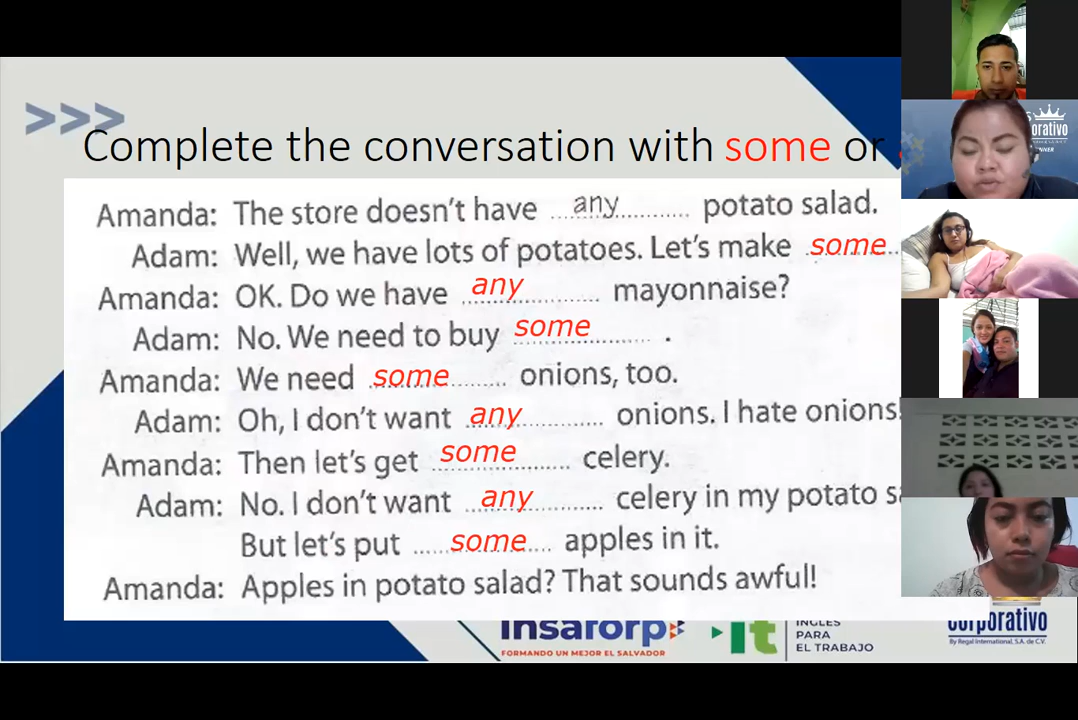 >>>
Complete the conversation with some or
Amanda: The store doesn't have any potato salad.
Adam: Well, we have lots of potatoes. Let's make some
Amanda: OK. Do we have any mayonnaise?
Adam: No. We need to buy some .
Amanda: We need some onions, too.
Adam: Oh, I don't want any onions. I hate onions!
Amanda: Then let's get some celery.
Adam: No. I don't want any celery in my potato
But let's put some apples in it.
Amanda: Apples in potato salad? That sounds awful!
insaforp
FORMANDO UN MEJOR EL SALVADOR
it
INGLÉS
PARA
EL TRABAJO
corporativo
By Regal International, S.A. de C.V.